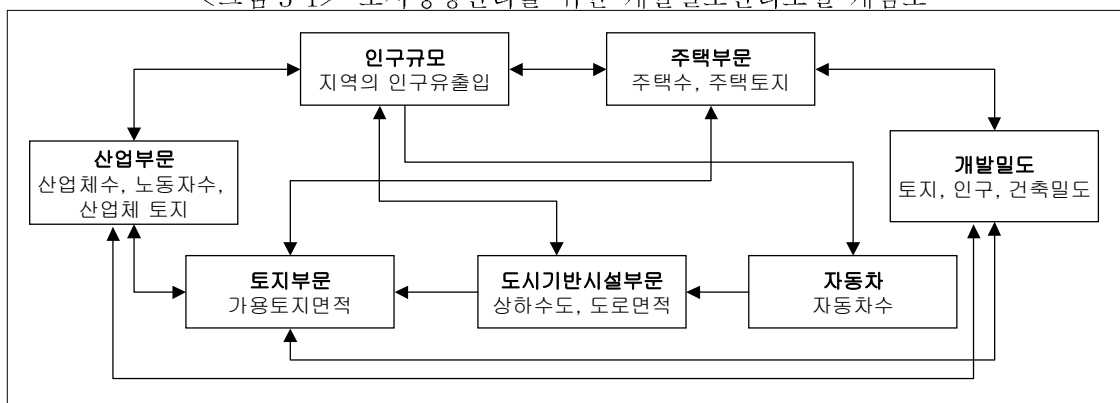 인구규모
지역의 인구유출입
주택부문
주택수, 주택토지
산업부문
산업체수, 노동자수,
산업체 토지
개발밀도
토지, 인구, 건축밀도
토지부문
가용토지면적
도시기반시설부문
상하수도, 도로면적
자동차
자동차수